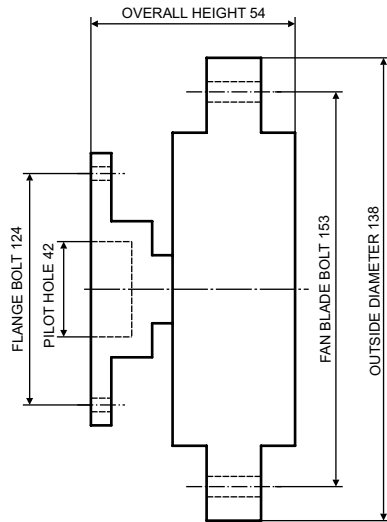 OVERALL HEIGHT 54
FLANGE BOLT 124
PILOT HOLE 42
FAN BLADE BOLT 153
OUTSIDE DIAMETER 138